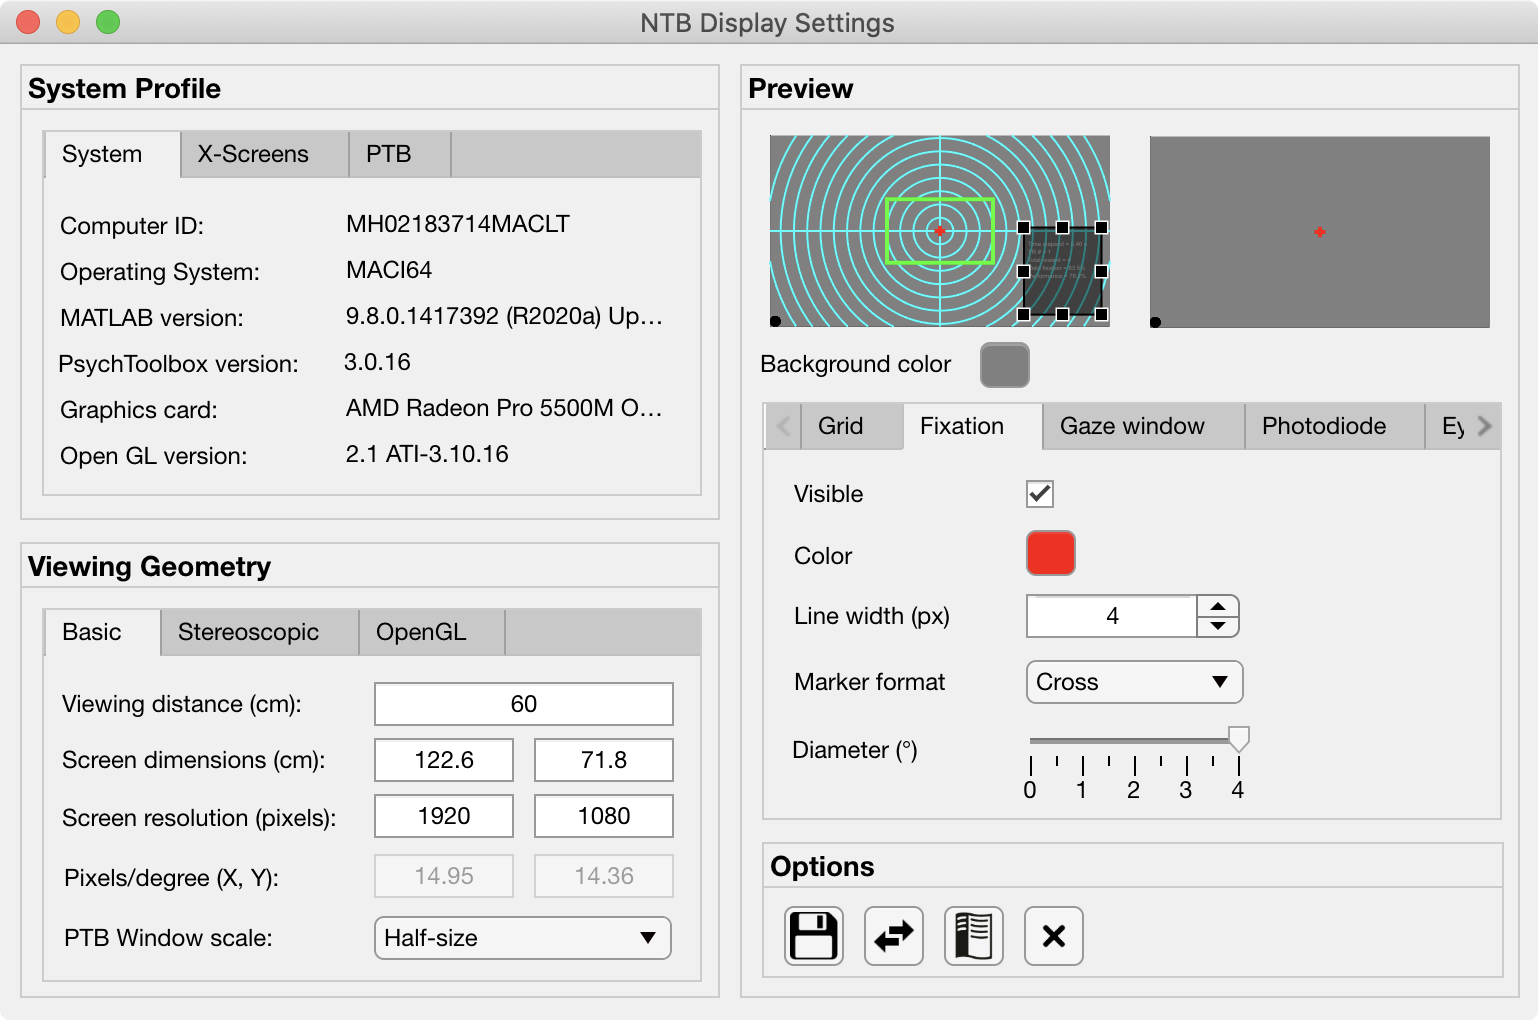 NTB Display Settings
System Profile
System X-Screens PTB
Computer ID: MH02183714MACLT
Operating System: MACI64
MATLAB version: 9.8.0.1417392 (R2020a) Up...
PsychToolbox version: 3.0.16
Graphics card: AMD Radeon Pro 5500M O...
Open GL version: 2.1 ATI-3.10.16
Viewing Geometry
Basic Stereoscopic OpenGL
Viewing distance (cm): 60
Screen dimensions (cm): 122.6 71.8
Screen resolution (pixels): 1920 1080
Pixels/degree (X, Y): 14.95 14.36
PTB Window scale: Half-size
Preview
Background color
Grid Fixation Gaze window Photodiode Ey
Visible
Color
Line width (px) 4
Marker format Cross
Diameter (°)
0 1 2 3 4
Options